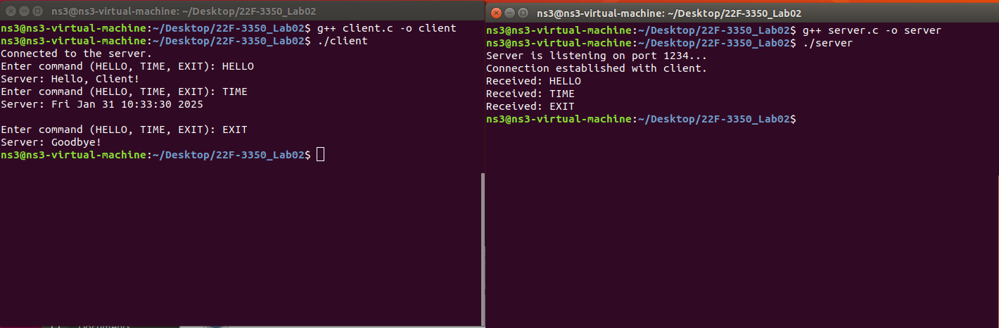 ns3@ns3-virtual-machine: ~/Desktop/22F-3350_Lab02
ns3@ns3-virtual-machine:~/Desktop/22F-3350_Lab02$ g++ client.c -o client
ns3@ns3-virtual-machine:~/Desktop/22F-3350_Lab02$ ./client
Connected to the server.
Enter command (HELLO, TIME, EXIT): HELLO
Server: Hello, Client!
Enter command (HELLO, TIME, EXIT): TIME
Server: Fri Jan 31 10:33:30 2025
Enter command (HELLO, TIME, EXIT): EXIT
Server: Goodbye!
ns3@ns3-virtual-machine:~/Desktop/22F-3350_Lab02$
ns3@ns3-virtual-machine: ~/Desktop/22F-3350_Lab02
ns3@ns3-virtual-machine:~/Desktop/22F-3350_Lab02$ g++ server.c -o server
ns3@ns3-virtual-machine:~/Desktop/22F-3350_Lab02$ ./server
Server is listening on port 1234...
Connection established with client.
Received: HELLO
Received: TIME
Received: EXIT
ns3@ns3-virtual-machine:~/Desktop/22F-3350_Lab02$
Documents